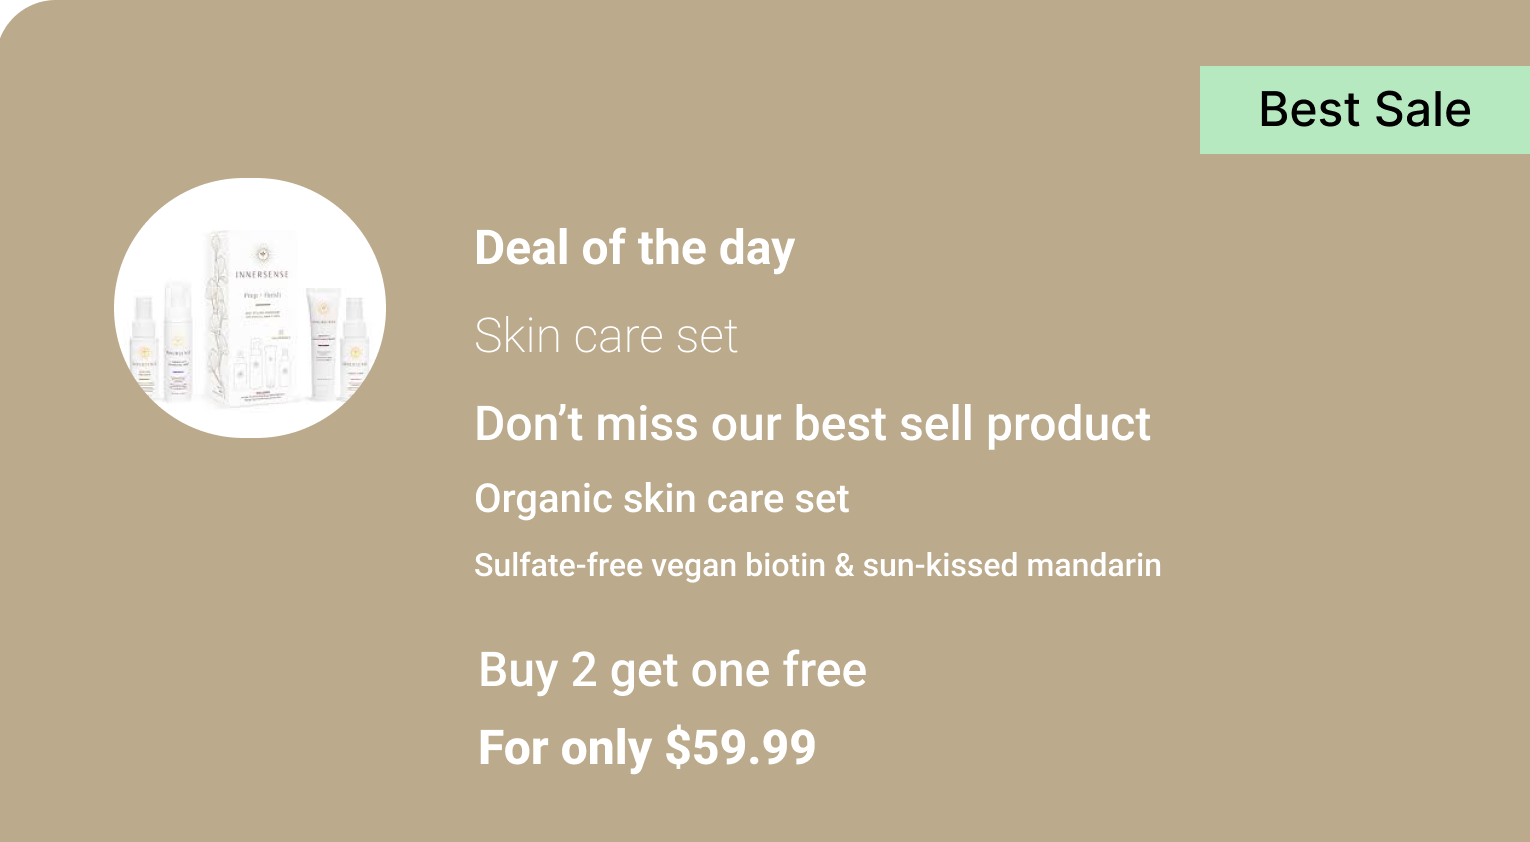 Best Sale
INNERSENSE
Prep + Finish
Deal of the day
Skin care set
Don’t miss our best sell product
Organic skin care set
Sulfate-free vegan biotin & sun-kissed mandarin
Buy 2 get one free
For only $59.99